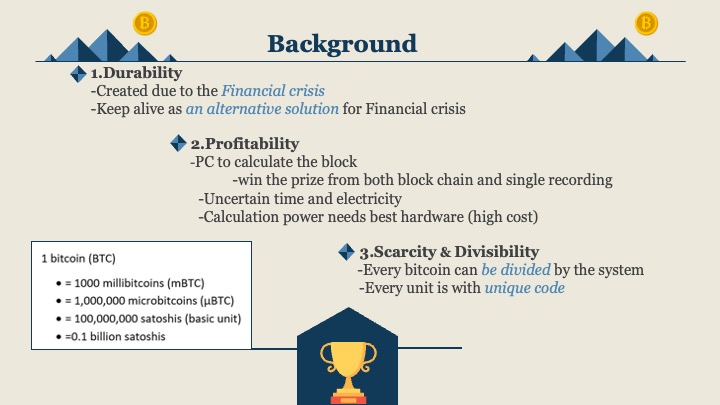 Background
1.Durability
-Created due to the Financial crisis
-Keep alive as an alternative solution for Financial crisis
2.Profitability
-PC to calculate the block
-win the prize from both block chain and single recording
-Uncertain time and electricity
-Calculation power needs best hardware (high cost)
3.Scarcity & Divisibility
-Every bitcoin can be divided by the system
-Every unit is with unique code
1 bitcoin (BTC)
• = 1000 millibitcoins (mBTC)
• = 1,000,000 microbitcoins (µBTC)
• = 100,000,000 satoshis (basic unit)
• =0.1 billion satoshis